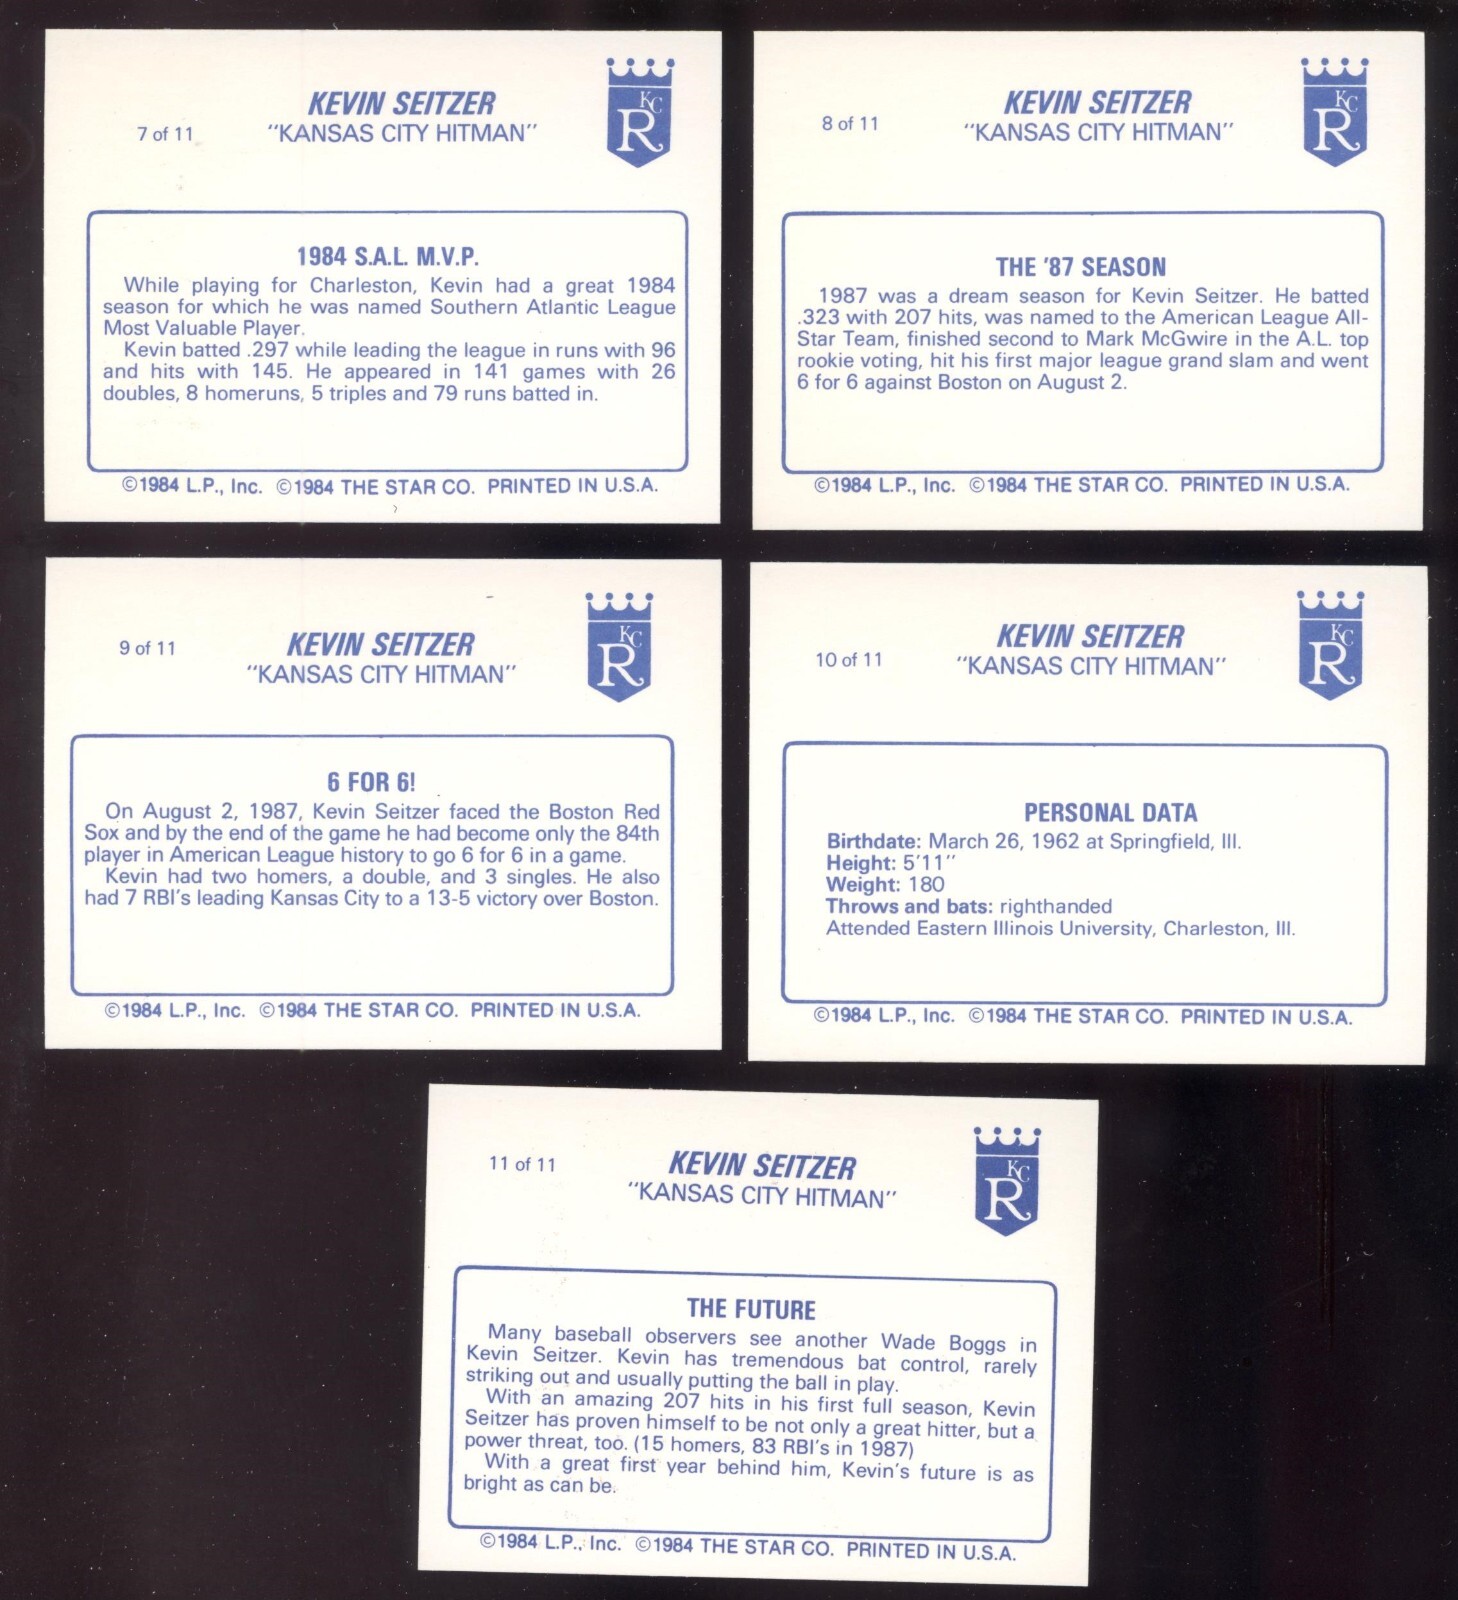 7 of 11
KEVIN SEITZER
"KANSAS CITY HITMAN"
KC
R
1984 S.A.L. M.V.P.
While playing for Charleston, Kevin had a great 1984
season for which he was named Southern Atlantic League
Most Valuable Player.
Kevin batted .297 while leading the league in runs with 96
and hits with 145. He appeared in 141 games with 26
doubles, 8 homeruns, 5 triples and 79 runs batted in.
©1984 L.P., Inc. ©1984 THE STAR CO. PRINTED IN U.S.A.
8 of 11
KEVIN SEITZER
"KANSAS CITY HITMAN"
KC
R
THE '87 SEASON
1987 was a dream season for Kevin Seitzer. He batted
.323 with 207 hits, was named to the American League All-
Star Team, finished second to Mark McGwire in the A.L. top
rookie voting, hit his first major league grand slam and went
6 for 6 against Boston on August 2.
©1984 L.P., Inc. ©1984 THE STAR CO. PRINTED IN U.S.A.
9 of 11
KEVIN SEITZER
"KANSAS CITY HITMAN"
KC
R
6 FOR 6!
On August 2, 1987, Kevin Seitzer faced the Boston Red
Sox and by the end of the game he had become only the 84th
player in American League history to go 6 for 6 in a game.
Kevin had two homers, a double, and 3 singles. He also
had 7 RBI's leading Kansas City to a 13-5 victory over Boston.
©1984 L.P., Inc. ©1984 THE STAR CO. PRINTED IN U.S.A.
10 of 11
KEVIN SEITZER
"KANSAS CITY HITMAN"
KC
R
PERSONAL DATA
Birthdate: March 26, 1962 at Springfield, Ill.
Height: 5'11"
Weight: 180
Throws and bats: righthanded
Attended Eastern Illinois University, Charleston, Ill.
©1984 L.P., Inc. ©1984 THE STAR CO. PRINTED IN U.S.A.
11 of 11
KEVIN SEITZER
"KANSAS CITY HITMAN"
KC
R
THE FUTURE
Many baseball observers see another Wade Boggs in
Kevin Seitzer. Kevin has tremendous bat control, rarely
striking out and usually putting the ball in play.
With an amazing 207 hits in his first full season, Kevin
Seitzer has proven himself to be not only a great hitter, but a
power threat, too. (15 homers, 83 RBI's in 1987)
With a great first year behind him, Kevin's future is as
bright as can be.
©1984 L.P., Inc. ©1984 THE STAR CO. PRINTED IN U.S.A.